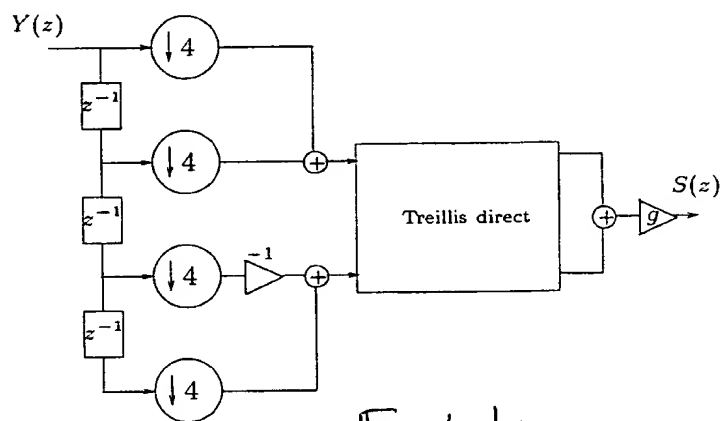 Y(z)
↓ 4
z⁻¹
↓ 4
+
z⁻¹
Treillis direct
+
S(z)
g
↓ 4
-1
+
z⁻¹
↓ 4